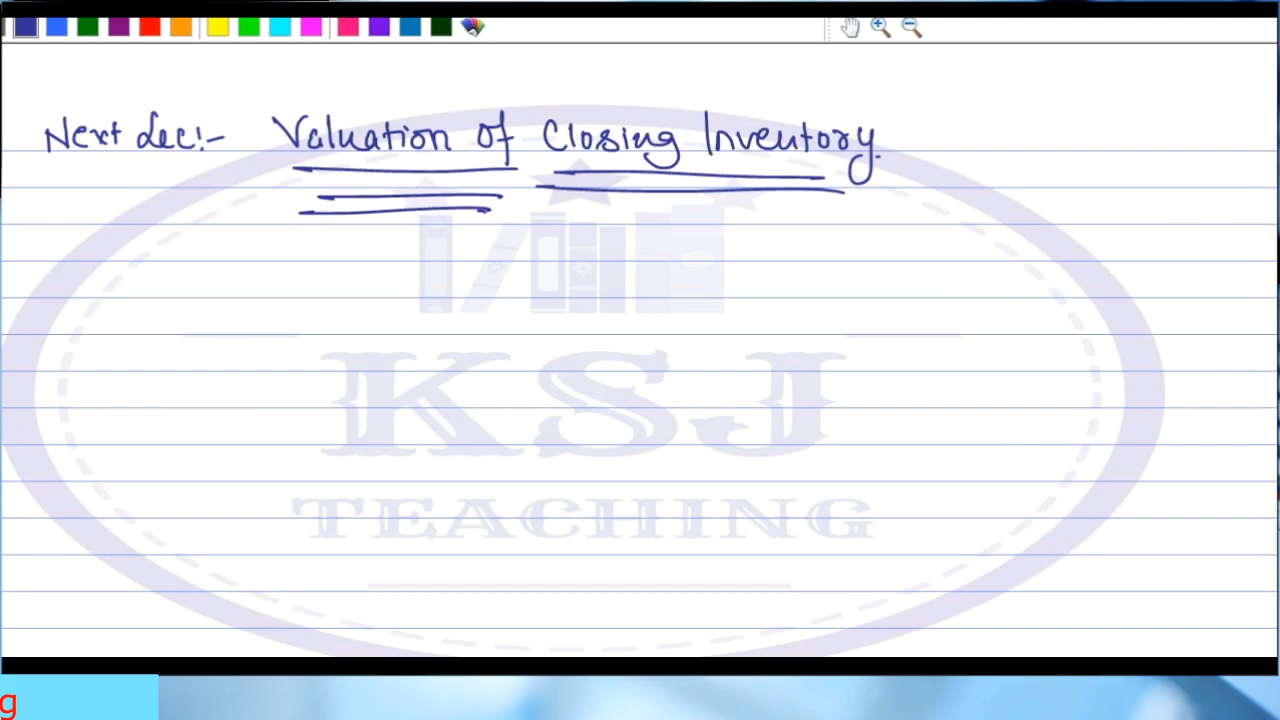 Next Lec:- Valuation of Closing Inventory.
KSJ
TEACHING
g